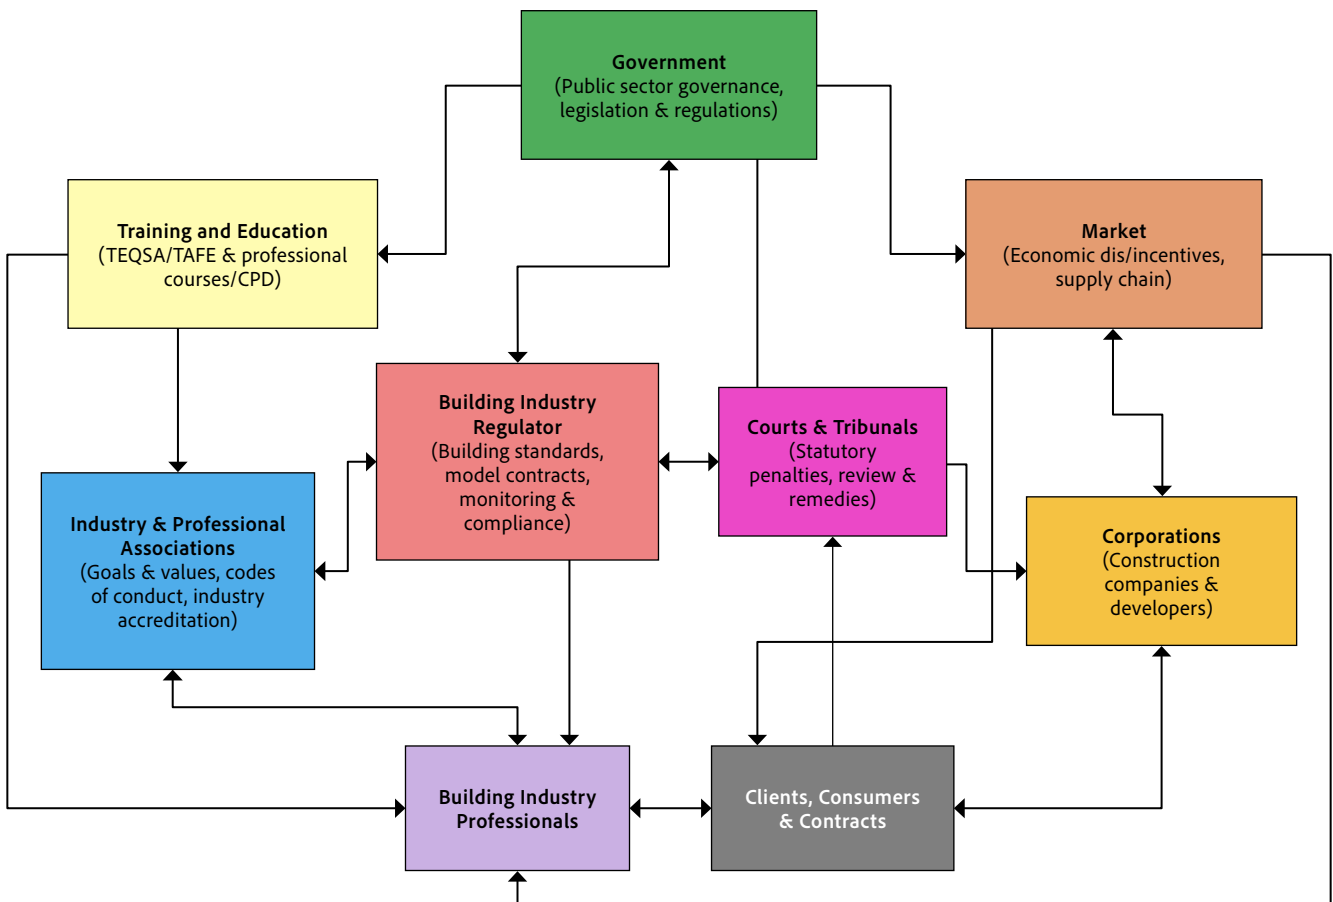 Government
(Public sector governance,
legislation & regulations)
Training and Education
(TEQSA/TAFE & professional
courses/CPD)
Market
(Economic dis/incentives,
supply chain)
Building Industry
Regulator
(Building standards,
model contracts,
monitoring &
compliance)
Courts & Tribunals
(Statutory
penalties, review &
remedies)
Industry & Professional
Associations
(Goals & values, codes
of conduct, industry
accreditation)
Corporations
(Construction
companies &
developers)
Building Industry
Professionals
Clients, Consumers
& Contracts